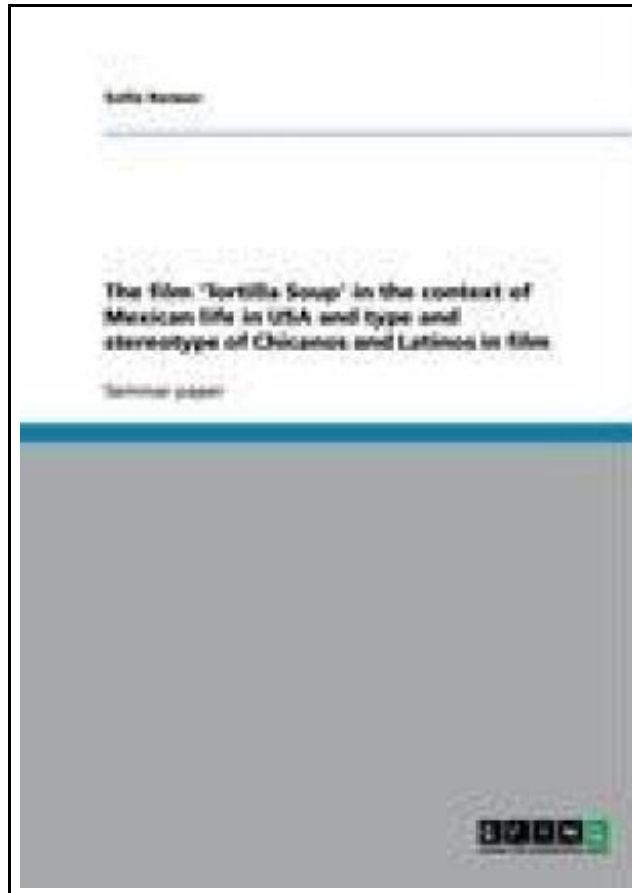 The film 'Tortilla Soup' in the context of
Mexican life in USA and type and
stereotype of Chicanos and Latinos in film
Seminar paper